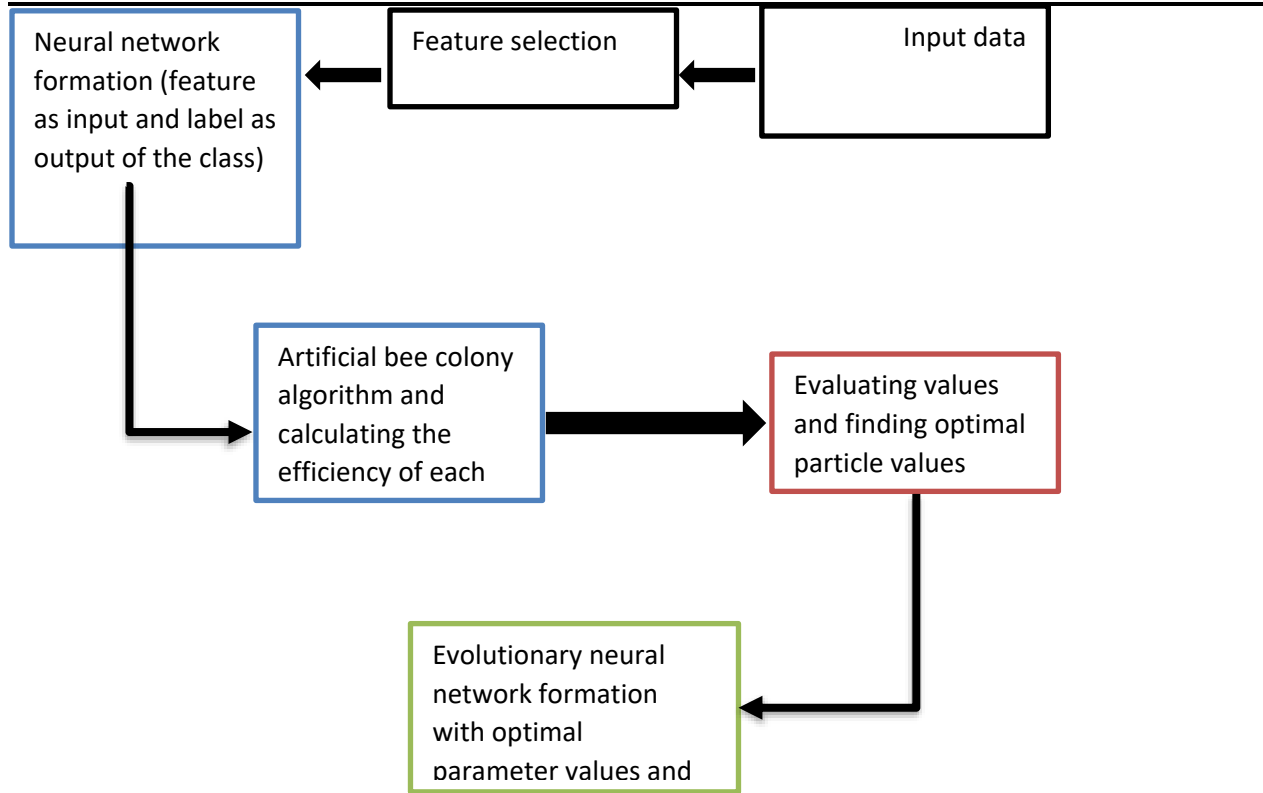 Neural network
formation (feature
as input and label as
output of the class)
Feature selection
Input data
Artificial bee colony
algorithm and
calculating the
efficiency of each
Evaluating values
and finding optimal
particle values
Evolutionary neural
network formation
with optimal
parameter values and